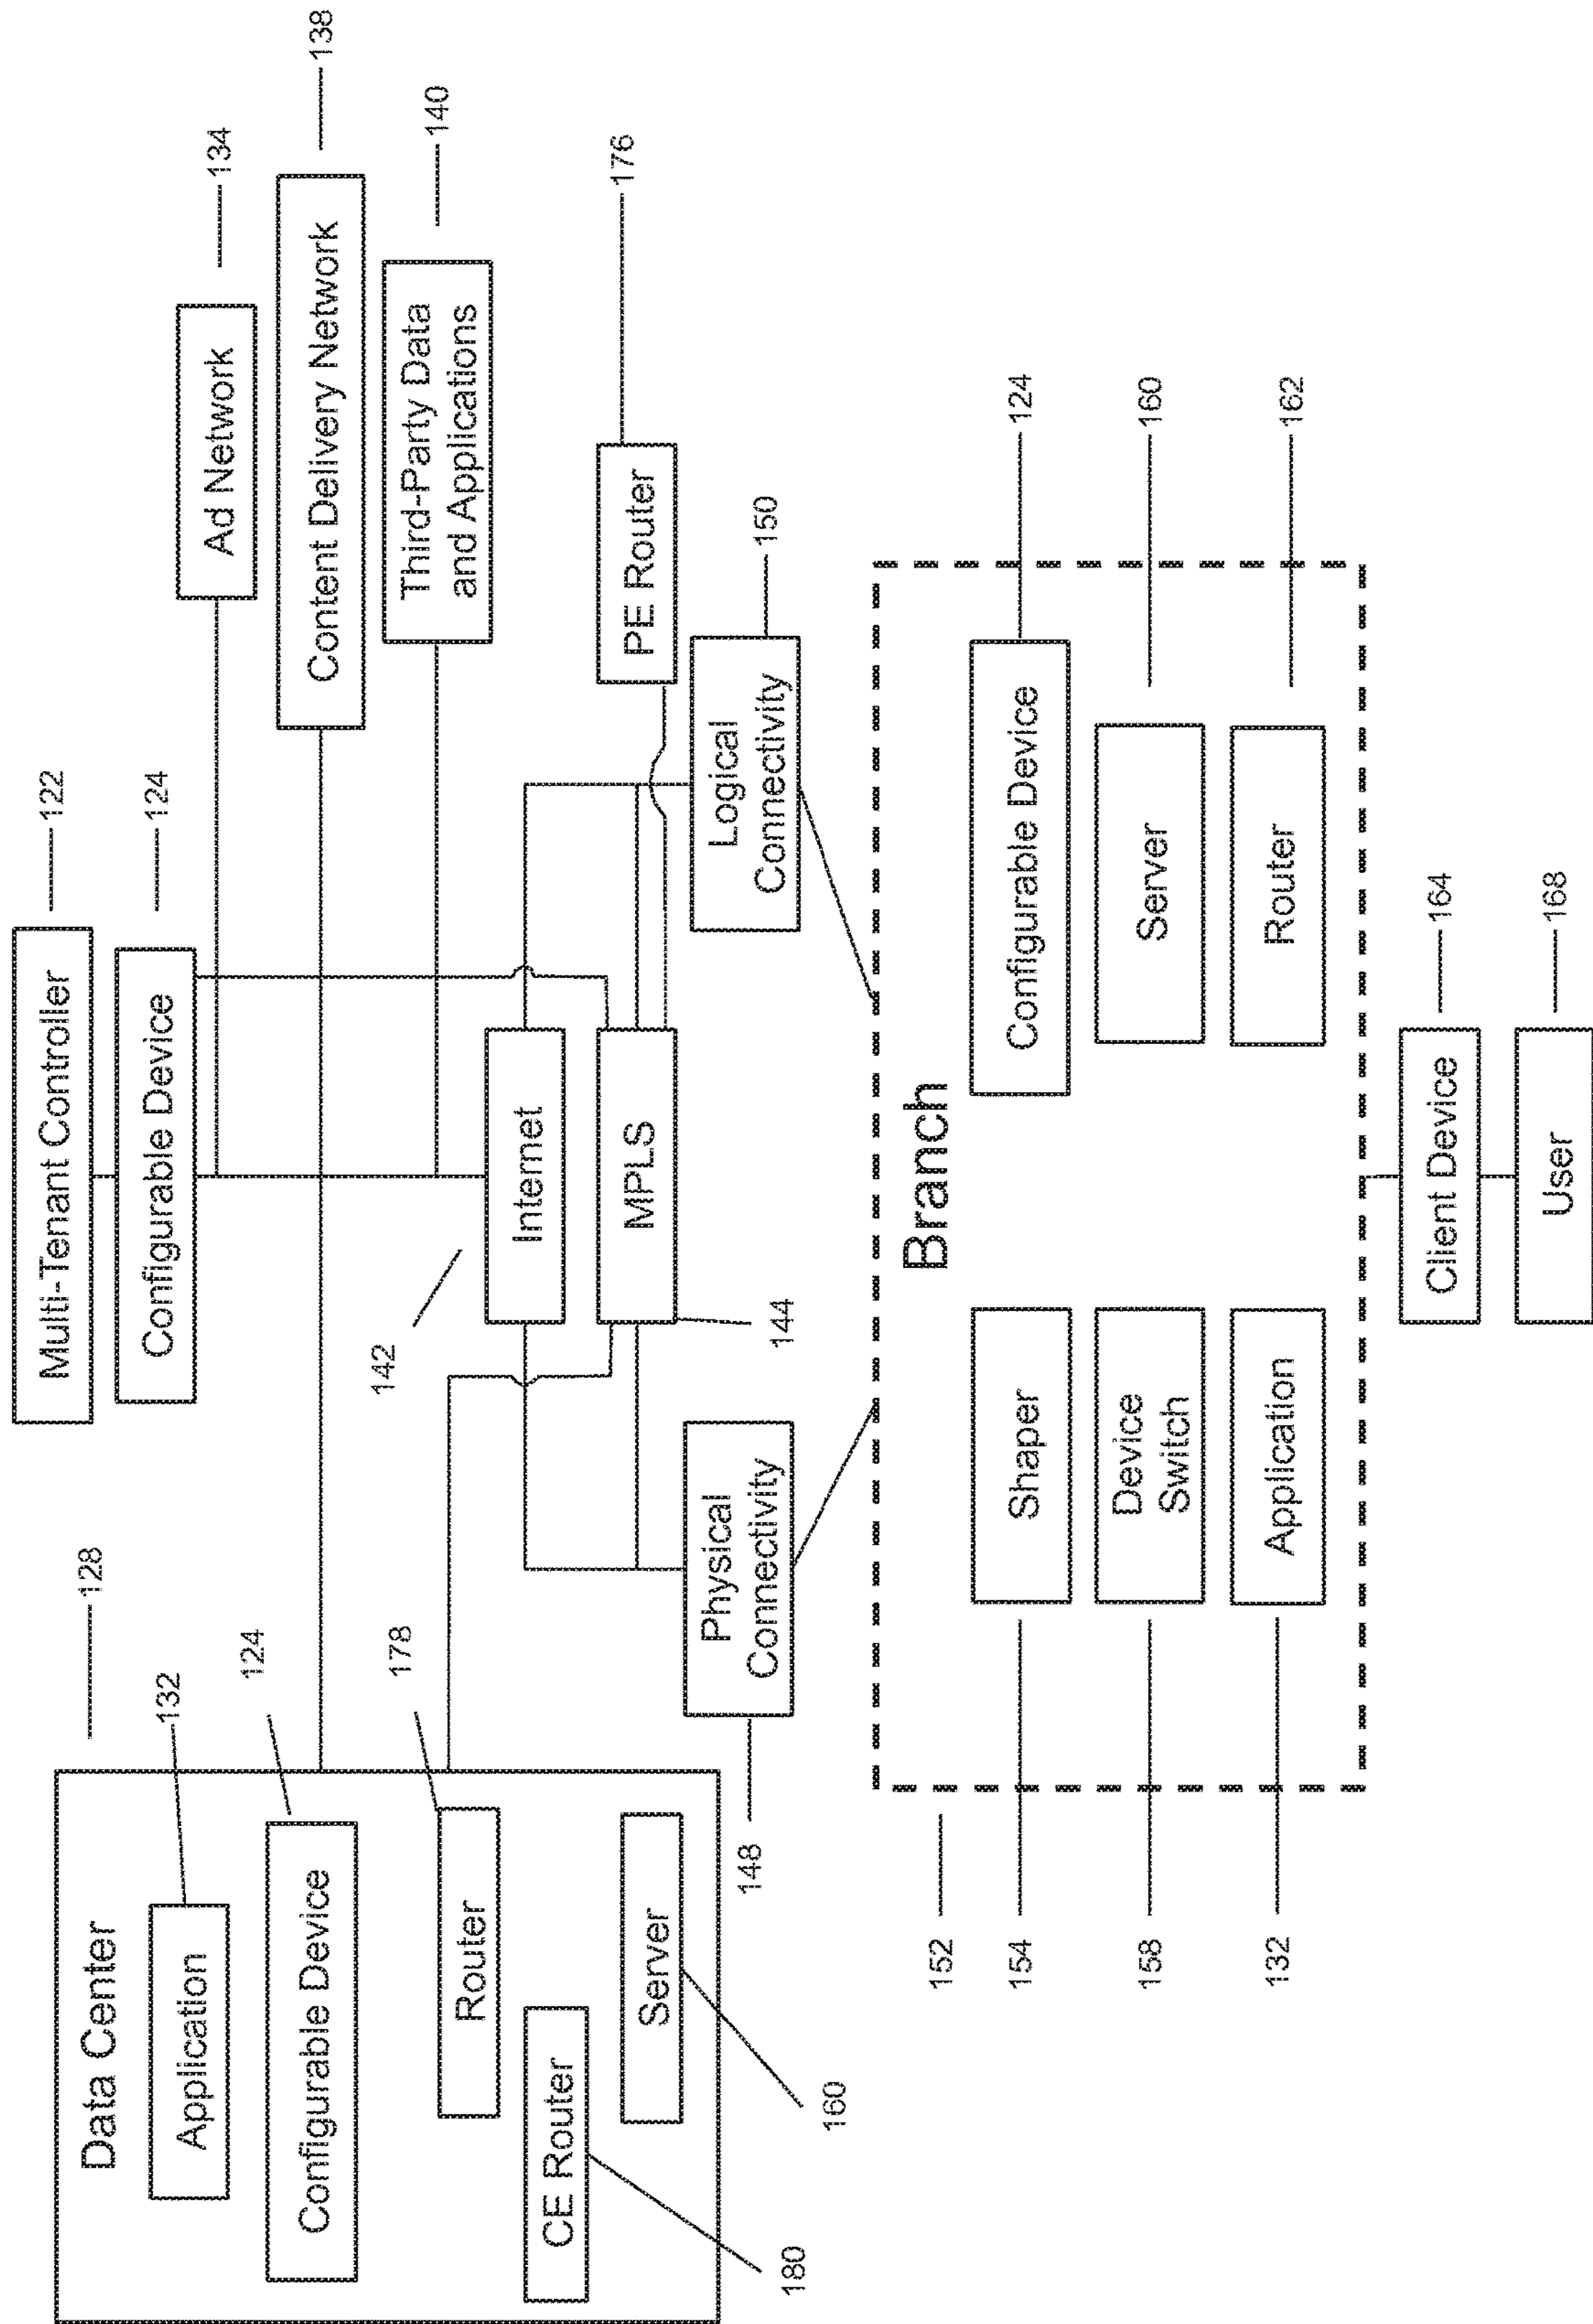 Multi-Tenant Controller
122
Configurable Device
124
Ad Network
134
Content Delivery Network
138
Third-Party Data
and Applications
140
Data Center
128
Application
132
Configurable Device
124
Router
178
CE Router
180
Server
160
142
Internet
MPLS
144
PE Router
176
Physical
Connectivity
148
Logical
Connectivity
150
Branch
152
Shaper
154
Configurable Device
124
Device
Switch
158
Server
160
Application
132
Router
162
Client Device
164
User
168